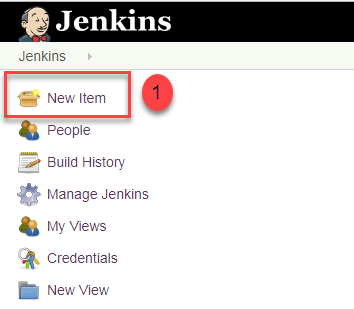 Jenkins
Jenkins
New Item
1
People
Build History
Manage Jenkins
My Views
Credentials
New View